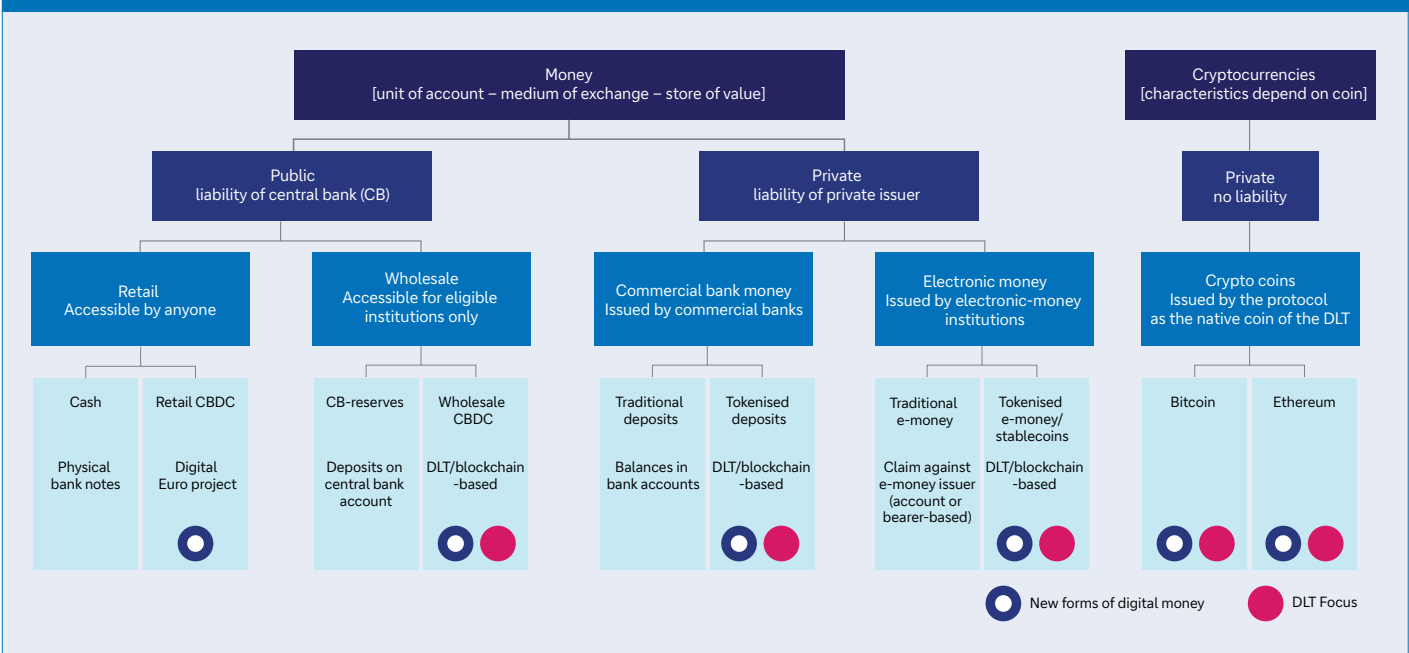 Money
[unit of account – medium of exchange – store of value]
Cryptocurrencies
[characteristics depend on coin]
Public
liability of central bank (CB)
Private
liability of private issuer
Private
no liability
Retail
Accessible by anyone
Wholesale
Accessible for eligible
institutions only
Commercial bank money
Issued by commercial banks
Electronic money
Issued by electronic-money
institutions
Crypto coins
Issued by the protocol
as the native coin of the DLT
Cash
Physical
bank notes
Retail CBDC
Digital
Euro project
CB-reserves
Deposits on
central bank
account
Wholesale
CBDC
DLT/blockchain
-based
Traditional
deposits
Balances in
bank accounts
Tokenised
deposits
DLT/blockchain
-based
Traditional
e-money
Claim against
e-money issuer
(account or
bearer-based)
Tokenised
e-money/
stablecoins
DLT/blockchain
-based
Bitcoin
Ethereum
New forms of digital money
DLT Focus